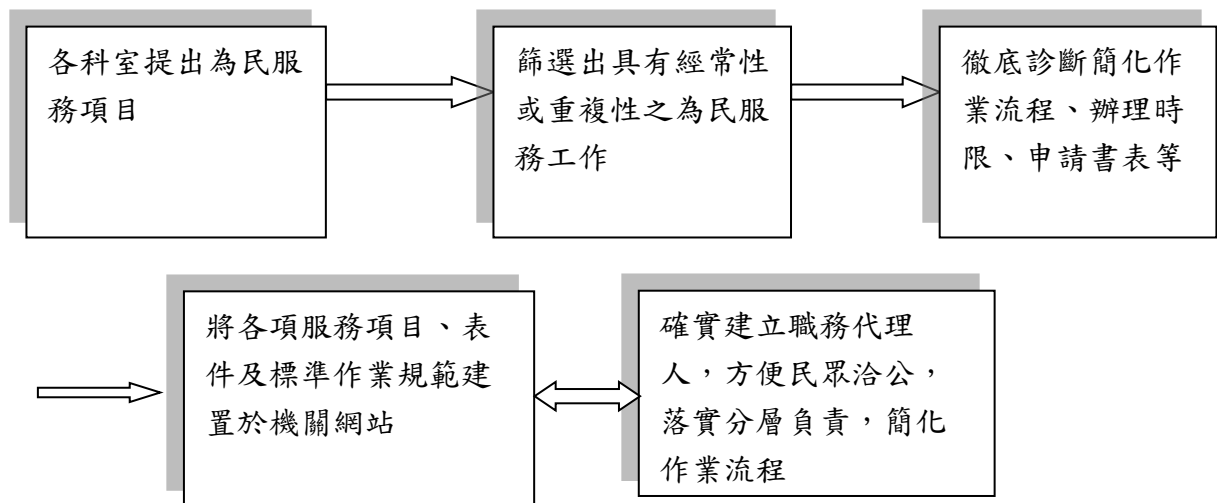 各科室提出為民服
務項目
篩選出具有經常性
或重複性之為民服
務工作
徹底診斷簡化作
業流程、辦理時
限、申請書表等
將各項服務項目、表
件及標準作業規範建
置於機關網站
確實建立職務代理
人，方便民眾洽公，
落實分層負責，簡化
作業流程